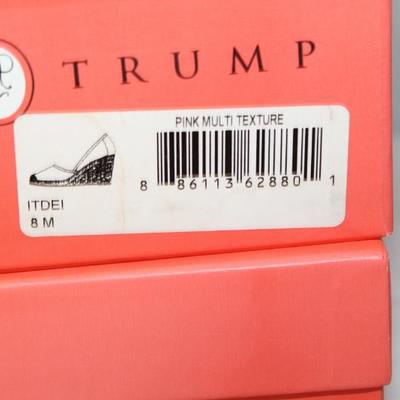 TRUMP
PINK MULTI TEXTURE
8 86113 62880 1
ITDEI
8 M